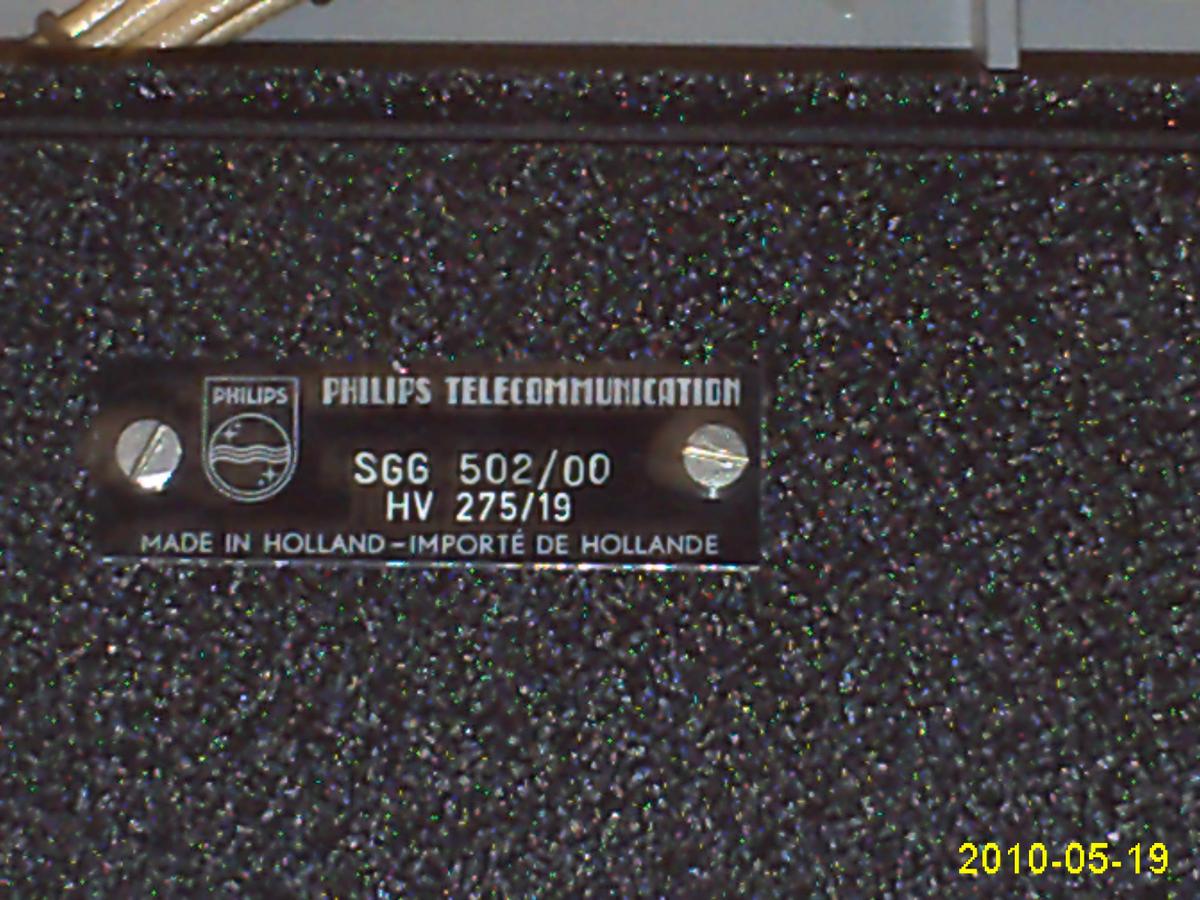 PHILIPS
PHILIPS TELECOMMUNICATION
SGG 502/00
HV 275/19
MADE IN HOLLAND-IMPORTÉ DE HOLLANDE
2010-05-19